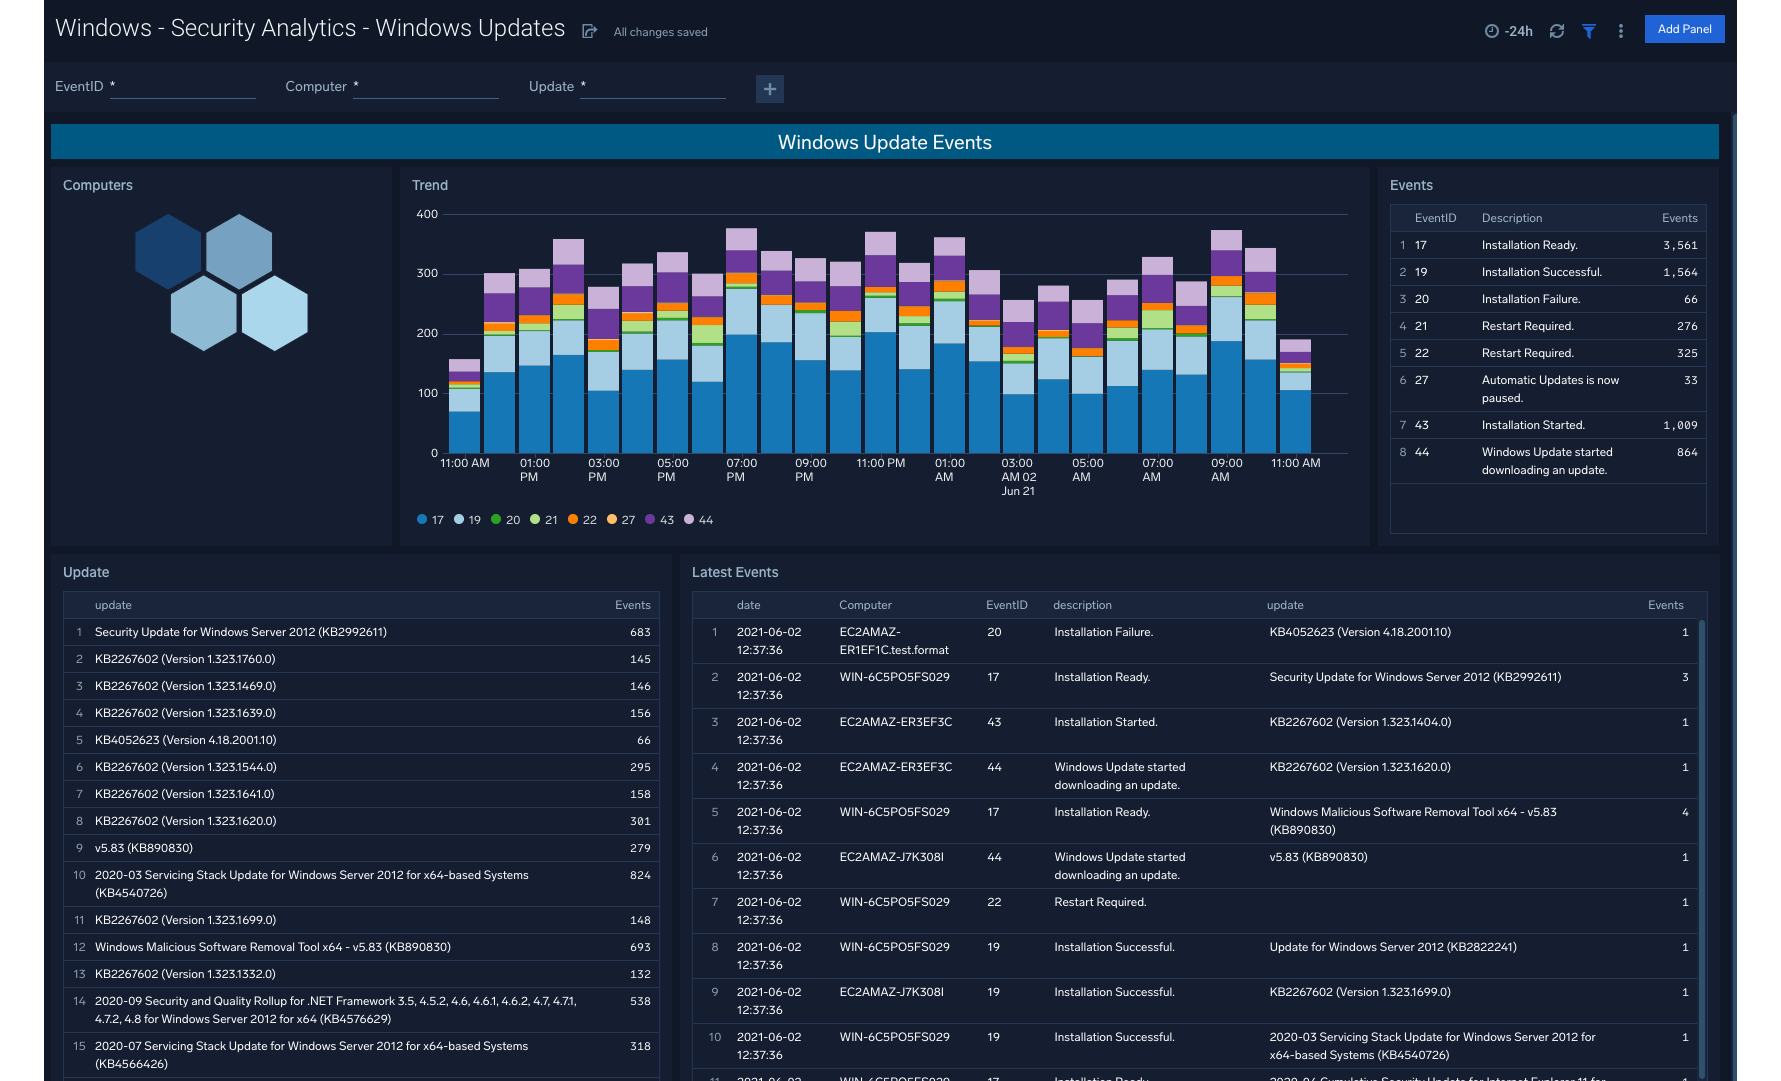 Windows - Security Analytics - Windows Updates
All changes saved
-24h
Add Panel
EventID *
Computer *
Update *
Windows Update Events
Computers
Trend
400
300
200
100
0
11:00 AM 01:00 PM 03:00 PM 05:00 PM 07:00 PM 09:00 PM 11:00 PM 01:00 AM 03:00 AM 02 Jun 21 05:00 AM 07:00 AM 09:00 AM 11:00 AM
17 19 20 21 22 27 43 44
Events
EventID Description Events
1 17 Installation Ready. 3,561
2 19 Installation Successful. 1,564
3 20 Installation Failure. 66
4 21 Restart Required. 276
5 22 Restart Required. 325
6 27 Automatic Updates is now 33
paused.
7 43 Installation Started. 1,009
8 44 Windows Update started 864
downloading an update.
Update
update Events
1 Security Update for Windows Server 2012 (KB2992611) 683
2 KB2267602 (Version 1.323.1760.0) 145
3 KB2267602 (Version 1.323.1469.0) 146
4 KB2267602 (Version 1.323.1639.0) 156
5 KB4052623 (Version 4.18.2001.10) 66
6 KB2267602 (Version 1.323.1544.0) 295
7 KB2267602 (Version 1.323.1641.0) 158
8 KB2267602 (Version 1.323.1620.0) 301
9 v5.83 (KB890830) 279
10 2020-03 Servicing Stack Update for Windows Server 2012 for x64-based Systems 824
(KB4540726)
11 KB2267602 (Version 1.323.1699.0) 148
12 Windows Malicious Software Removal Tool x64 - v5.83 (KB890830) 693
13 KB2267602 (Version 1.323.1332.0) 132
14 2020-09 Security and Quality Rollup for .NET Framework 3.5, 4.5.2, 4.6, 4.6.1, 4.6.2, 4.7, 4.7.1, 538
4.7.2, 4.8 for Windows Server 2012 for x64 (KB4576629)
15 2020-07 Servicing Stack Update for Windows Server 2012 for x64-based Systems 318
(KB4566426)
Latest Events
date Computer EventID description update Events
1 2021-06-02 EC2AMAZ- 20 Installation Failure. KB4052623 (Version 4.18.2001.10) 1
12:37:36 ER1EF1C.test.format
2 2021-06-02 WIN-6C5PO5FS029 17 Installation Ready. Security Update for Windows Server 2012 (KB2992611) 3
12:37:36
3 2021-06-02 EC2AMAZ-ER3EF3C 43 Installation Started. KB2267602 (Version 1.323.1404.0) 1
12:37:36
4 2021-06-02 EC2AMAZ-ER3EF3C 44 Windows Update started KB2267602 (Version 1.323.1620.0) 1
12:37:36 downloading an update.
5 2021-06-02 WIN-6C5PO5FS029 17 Installation Ready. Windows Malicious Software Removal Tool x64 - v5.83 4
12:37:36 (KB890830)
6 2021-06-02 EC2AMAZ-J7K308I 44 Windows Update started v5.83 (KB890830) 1
12:37:36 downloading an update.
7 2021-06-02 WIN-6C5PO5FS029 22 Restart Required. 1
12:37:36
8 2021-06-02 WIN-6C5PO5FS029 19 Installation Successful. Update for Windows Server 2012 (KB2822241) 1
12:37:36
9 2021-06-02 EC2AMAZ-J7K308I 19 Installation Successful. KB2267602 (Version 1.323.1699.0) 1
12:37:36
10 2021-06-02 WIN-6C5PO5FS029 19 Installation Successful. 2020-03 Servicing Stack Update for Windows Server 2012 for 1
12:37:36 x64-based Systems (KB4540726)